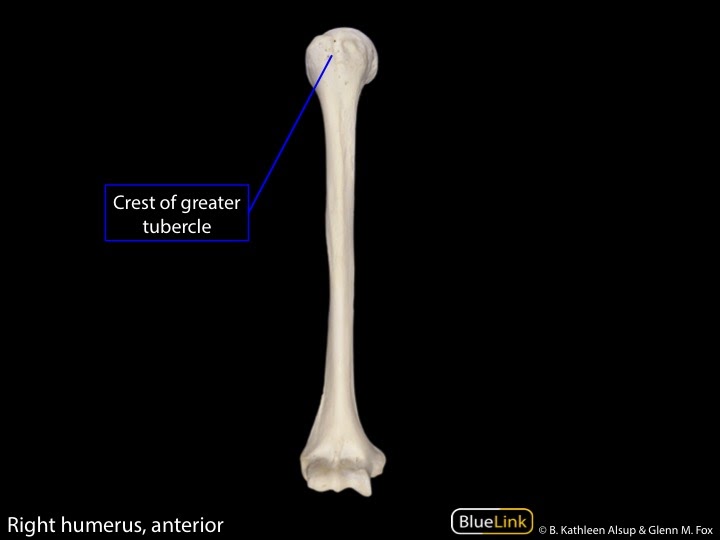 Crest of greater
tubercle
Right humerus, anterior
BlueLink
© B. Kathleen Alsup & Glenn M. Fox